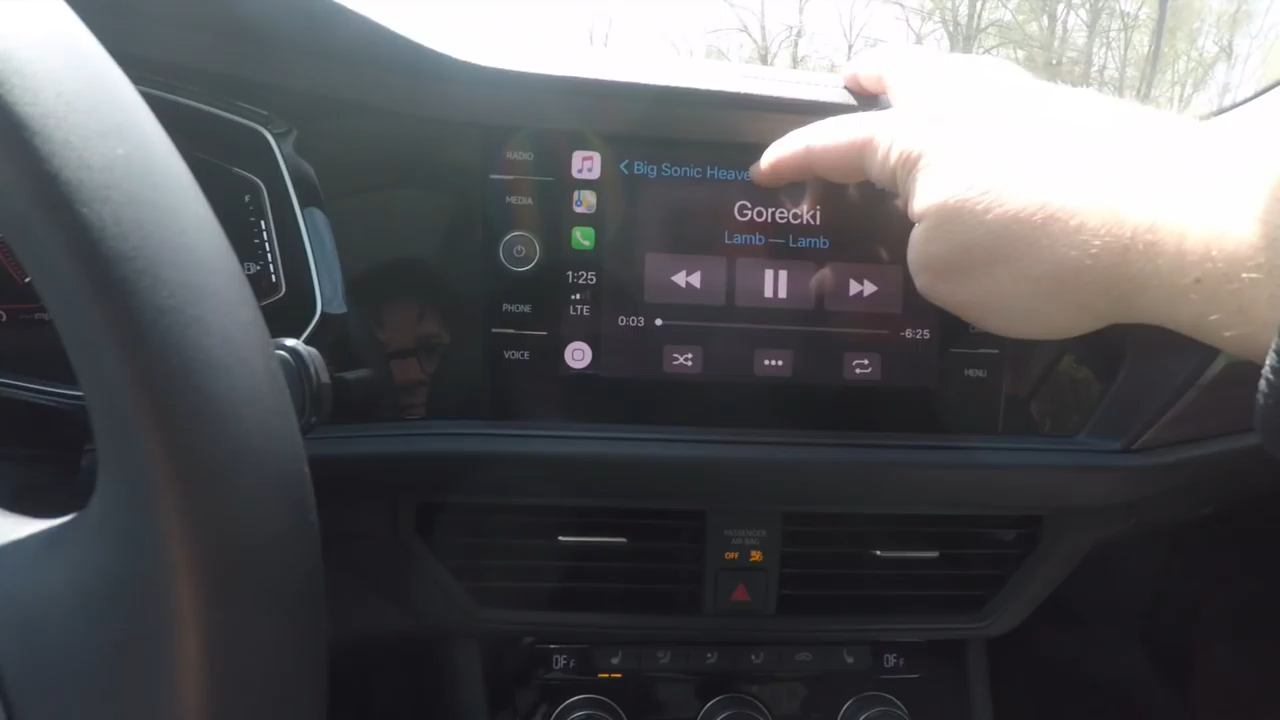 RADIO
MEDIA
PHONE
VOICE
1:25
LTE
Big Sonic Heave
Gorecki
Lamb — Lamb
0:03
-6:25
MENU
F
PASSENGER
AIR BAG
OFF
OFF
OFF